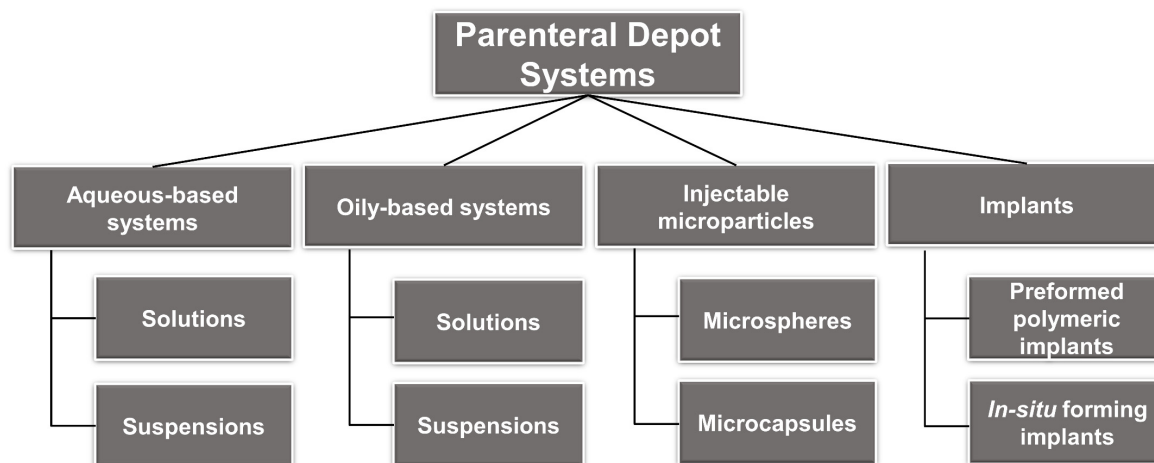 Parenteral Depot
Systems
Aqueous-based
systems
Oily-based systems
Injectable
microparticles
Implants
Solutions
Solutions
Microspheres
Preformed
polymeric
implants
Suspensions
Suspensions
Microcapsules
In-situ forming
implants